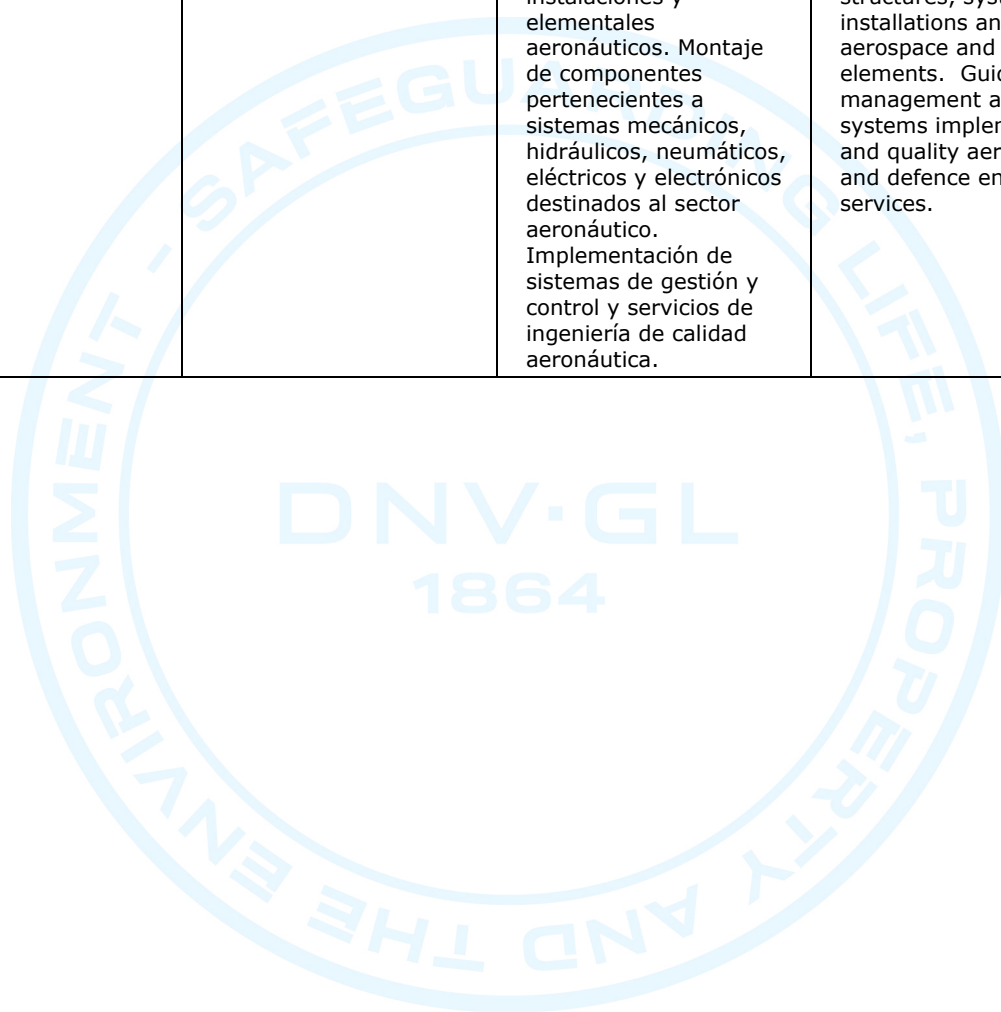 elementales
aeronáuticos. Montaje
de componentes
pertenecientes a
sistemas mecánicos,
hidráulicos, neumáticos,
eléctricos y electrónicos
destinados al sector
aeronáutico.
Implementación de
sistemas de gestión y
control y servicios de
ingeniería de calidad
aeronáutica.
installations an
aerospace and
elements. Guid
management a
systems implem
and quality aer
and defence en
services.
SAFEGUARDING LIFE, PROPERTY AND THE ENVIRONMENT -
DNV·GL
1864